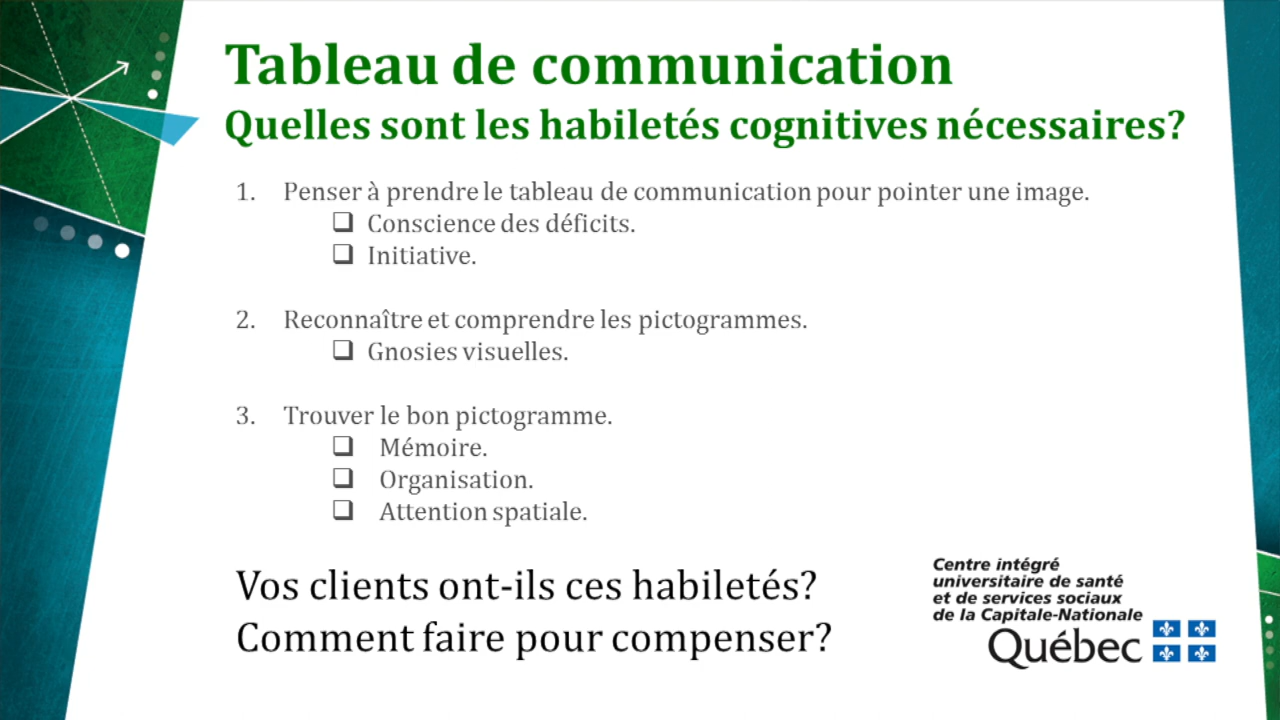 Tableau de communication
Quelles sont les habiletés cognitives nécessaires?
1. Penser à prendre le tableau de communication pour pointer une image.
❑ Conscience des déficits.
❑ Initiative.
2. Reconnaître et comprendre les pictogrammes.
❑ Gnosies visuelles.
3. Trouver le bon pictogramme.
❑ Mémoire.
❑ Organisation.
❑ Attention spatiale.
Vos clients ont-ils ces habiletés?
Comment faire pour compenser?
Centre intégré
universitaire de santé
et de services sociaux
de la Capitale-Nationale
Québec